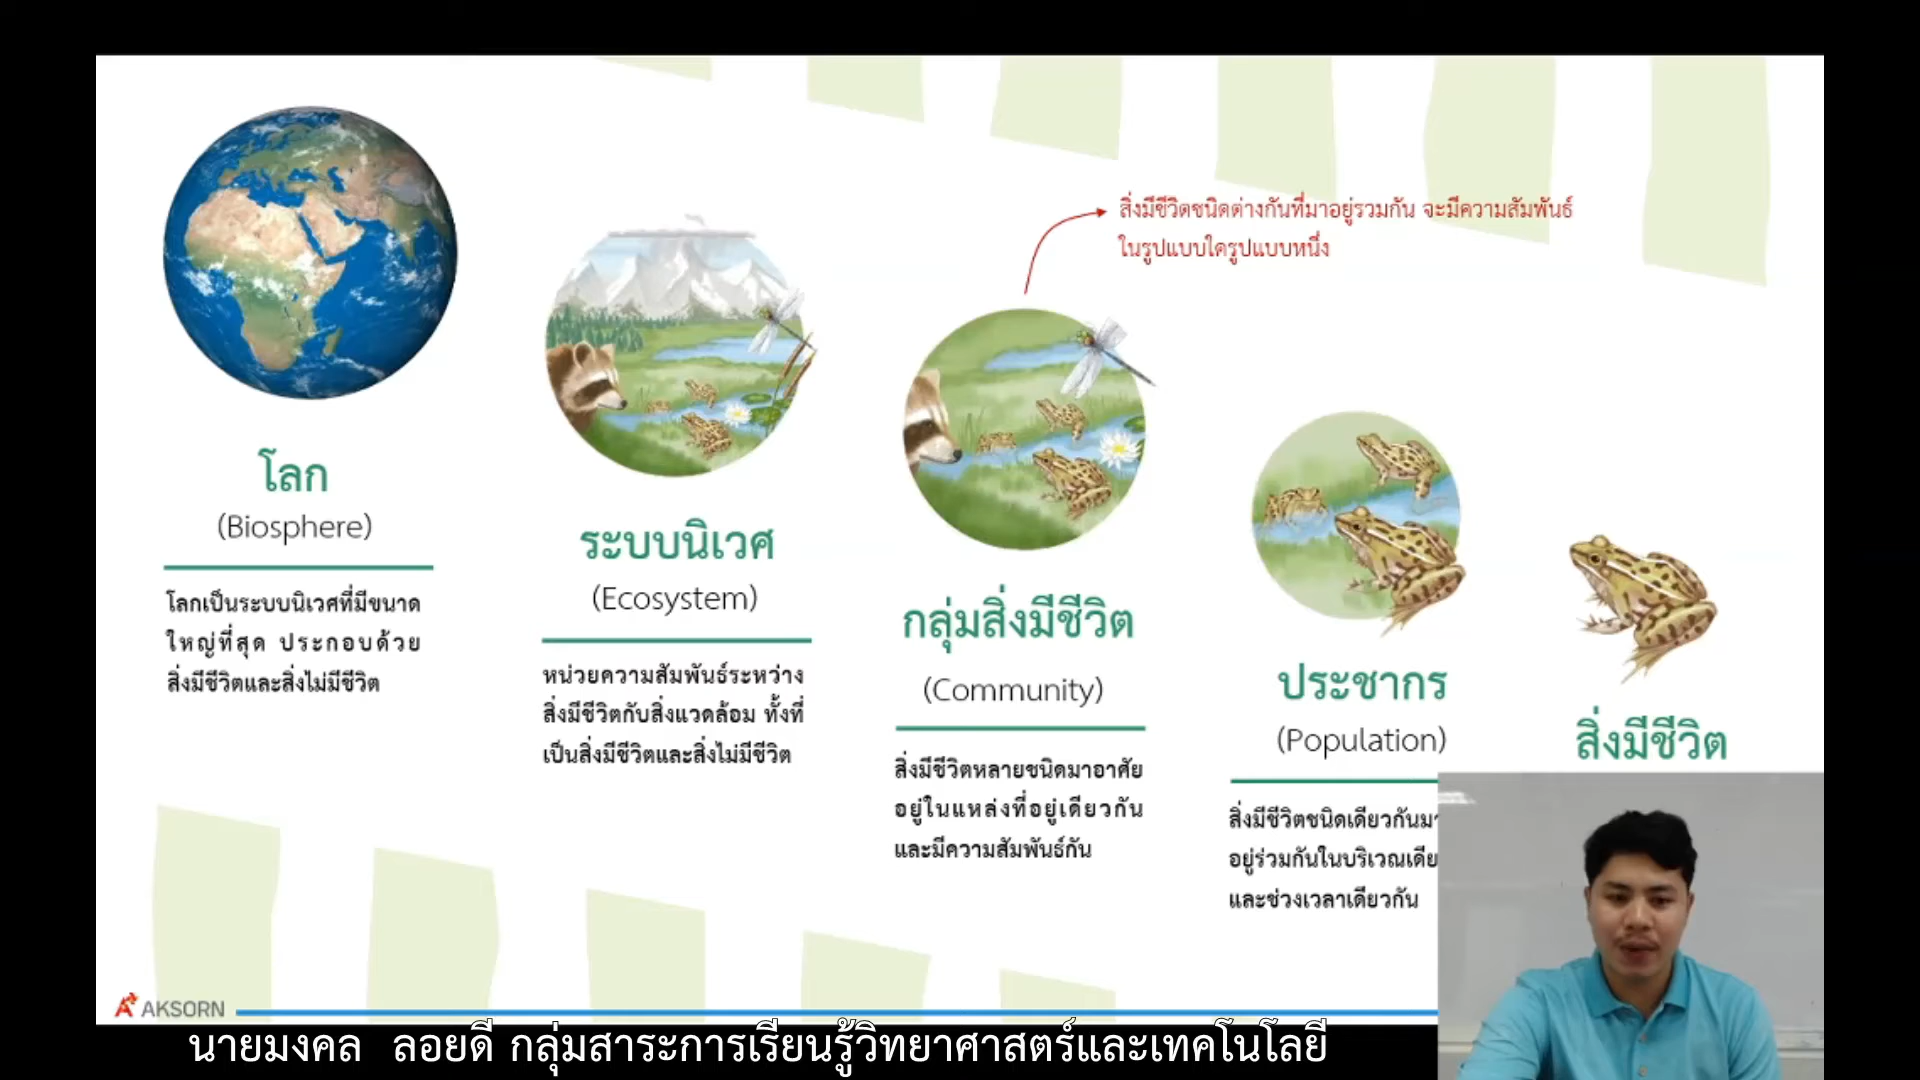 สิ่งมีชีวิตชนิดต่างกันที่มาอยู่รวมกัน จะมีความสัมพันธ์
ในรูปแบบใดรูปแบบหนึ่ง
โลก
(Biosphere)
โลกเป็นระบบนิเวศที่มีขนาด
ใหญ่ที่สุด ประกอบด้วย
สิ่งมีชีวิตและสิ่งไม่มีชีวิต
ระบบนิเวศ
(Ecosystem)
หน่วยความสัมพันธ์ระหว่าง
สิ่งมีชีวิตกับสิ่งแวดล้อม ทั้งที่
เป็นสิ่งมีชีวิตและสิ่งไม่มีชีวิต
กลุ่มสิ่งมีชีวิต
(Community)
สิ่งมีชีวิตหลายชนิดมาอาศัย
อยู่ในแหล่งที่อยู่เดียวกัน
และมีความสัมพันธ์กัน
ประชากร
(Population)
สิ่งมีชีวิตชนิดเดียวกัน
อยู่ร่วมกันในบริเวณ
และช่วงเวลาเดียวกัน
สิ่งมีชีวิต
AKSORN
นายมงคล ลอยดี กลุ่มสาระการเรียนรู้วิทยาศาสตร์และเทคโนโลยี